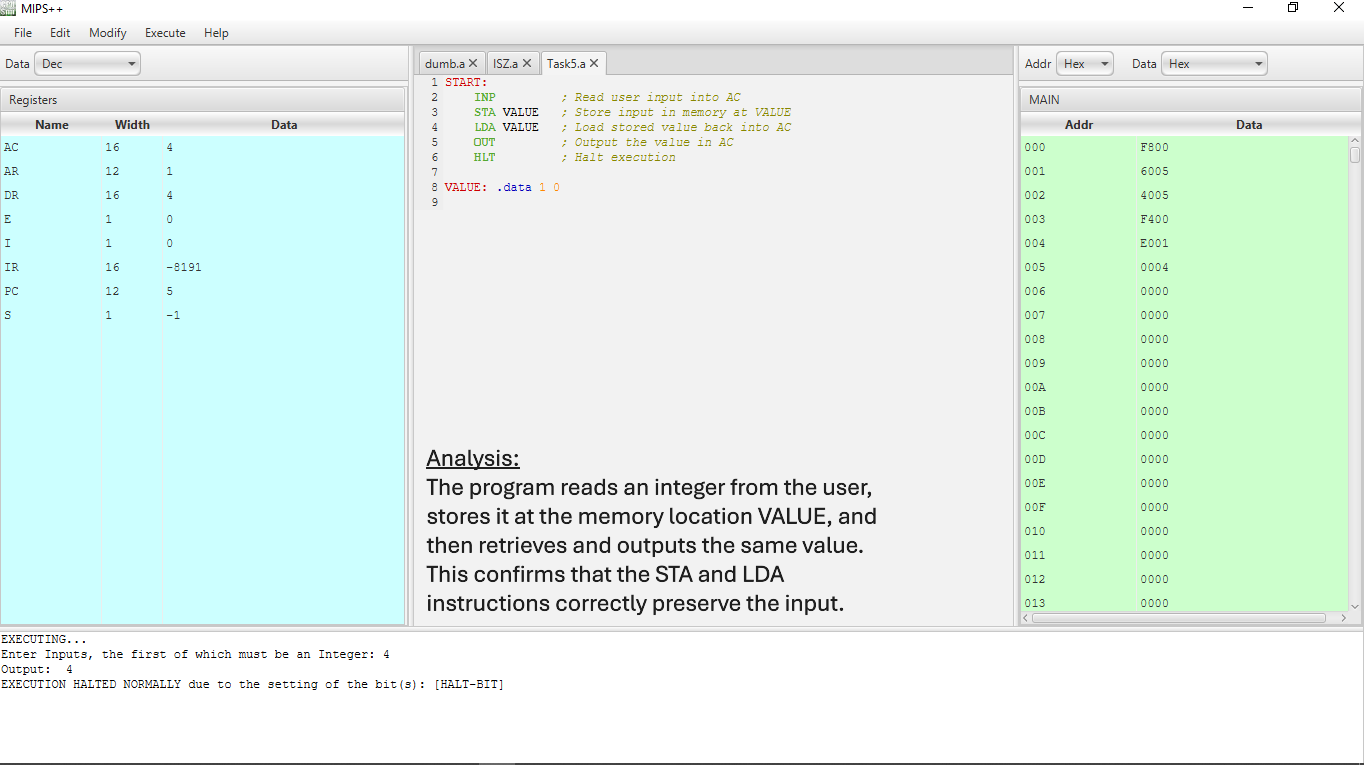 MIPS++
File Edit Modify Execute Help
Data Dec
Registers
Name Width Data
AC 16 4
AR 12 1
DR 16 4
E 1 0
I 1 0
IR 16 -8191
PC 12 5
S 1 -1
dumb.a ISZ.a Task5.a
1 START:
2 INP ; Read user input into AC
3 STA VALUE ; Store input in memory at VALUE
4 LDA VALUE ; Load stored value back into AC
5 OUT ; Output the value in AC
6 HLT ; Halt execution
7
8 VALUE: .data 1 0
9
Analysis:
The program reads an integer from the user,
stores it at the memory location VALUE, and
then retrieves and outputs the same value.
This confirms that the STA and LDA
instructions correctly preserve the input.
Addr Hex Data Hex
MAIN
Addr Data
000 F800
001 6005
002 4005
003 F400
004 E001
005 0004
006 0000
007 0000
008 0000
009 0000
00A 0000
00B 0000
00C 0000
00D 0000
00E 0000
00F 0000
010 0000
011 0000
012 0000
013 0000
EXECUTING...
Enter Inputs, the first of which must be an Integer: 4
Output: 4
EXECUTION HALTED NORMALLY due to the setting of the bit(s): [HALT-BIT]